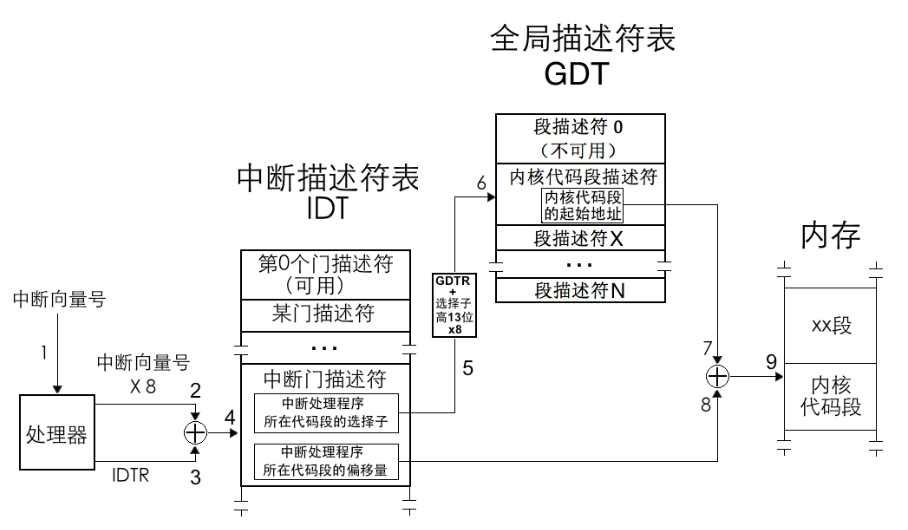 全局描述符表
GDT
段描述符 0
（不可用）
内核代码段描述符
内核代码段
的起始地址
段描述符X
···
段描述符N
中断描述符表
IDT
第0个门描述符
（可用）
某门描述符
···
中断门描述符
中断处理程序
所在代码段的选择子
中断处理程序
所在代码段的偏移量
中断向量号
1
处理器
中断向量号
X 8
2
IDTR
3
4
GDTR
+
选择子
高13位
x8
5
6
7
8
9
内存
xx段
内核
代码段